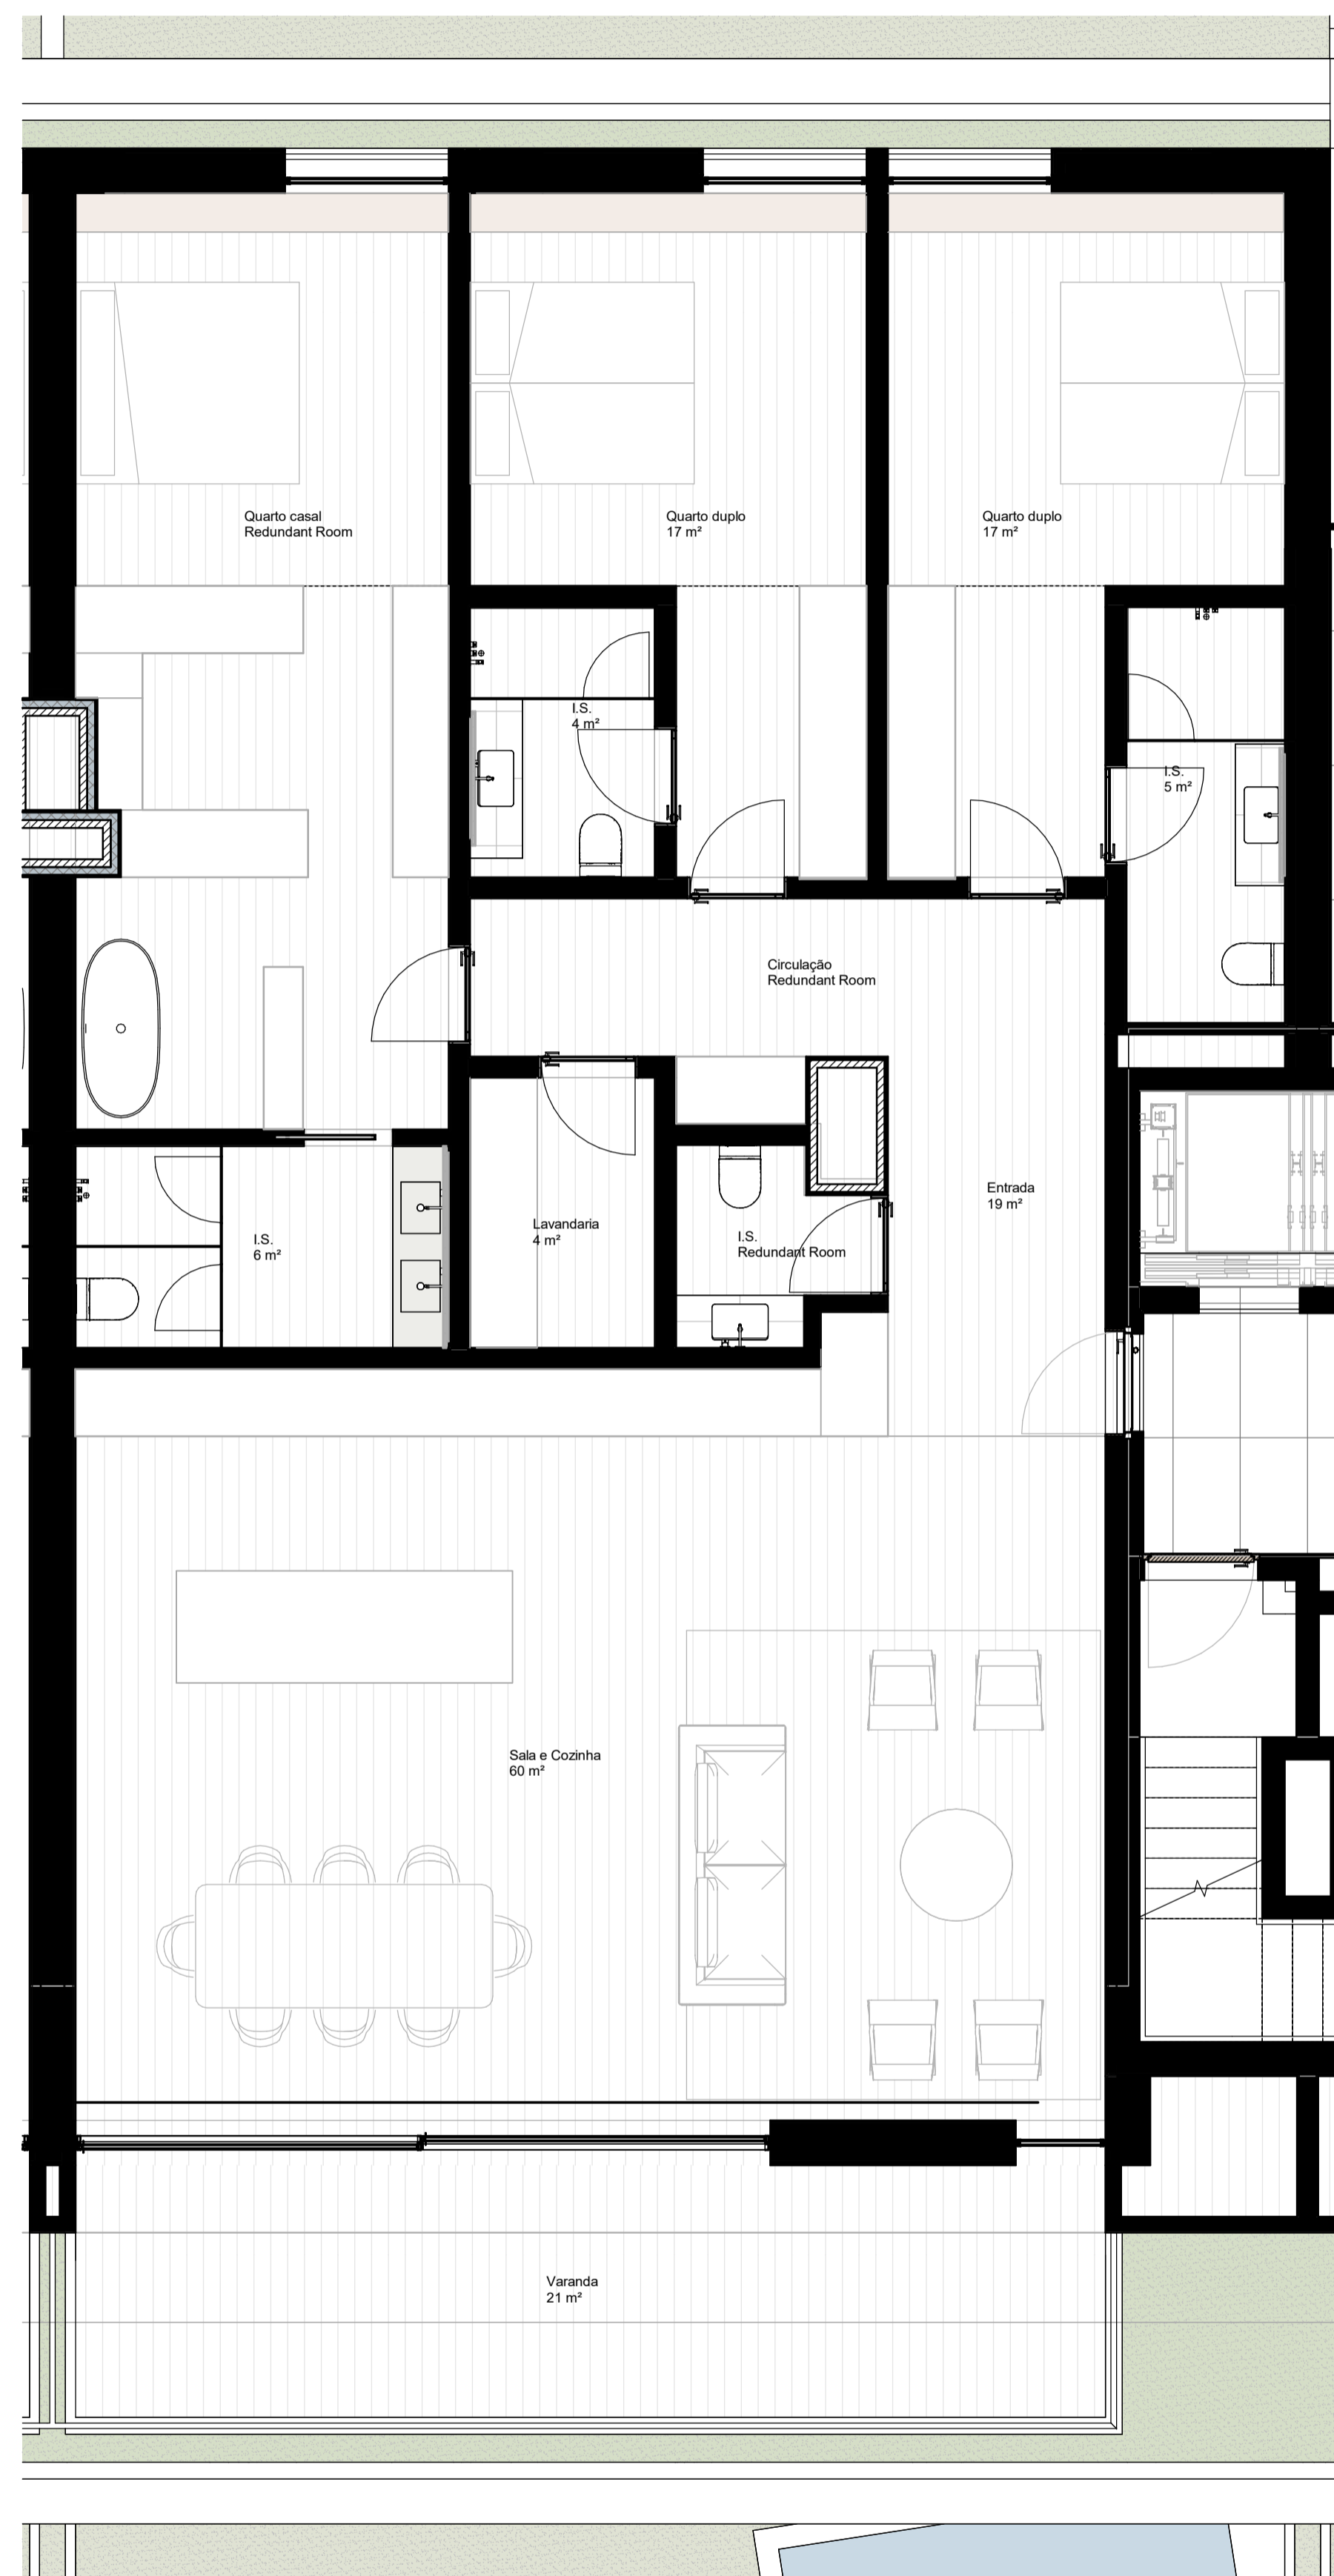 Quarto casal
Redundant Room
Quarto duplo
17 m²
Quarto duplo
17 m²
I.S.
4 m²
I.S.
5 m²
Circulação
Redundant Room
Entrada
19 m²
Lavandaria
4 m²
I.S.
Redundant Room
I.S.
6 m²
Sala e Cozinha
60 m²
Varanda
21 m²